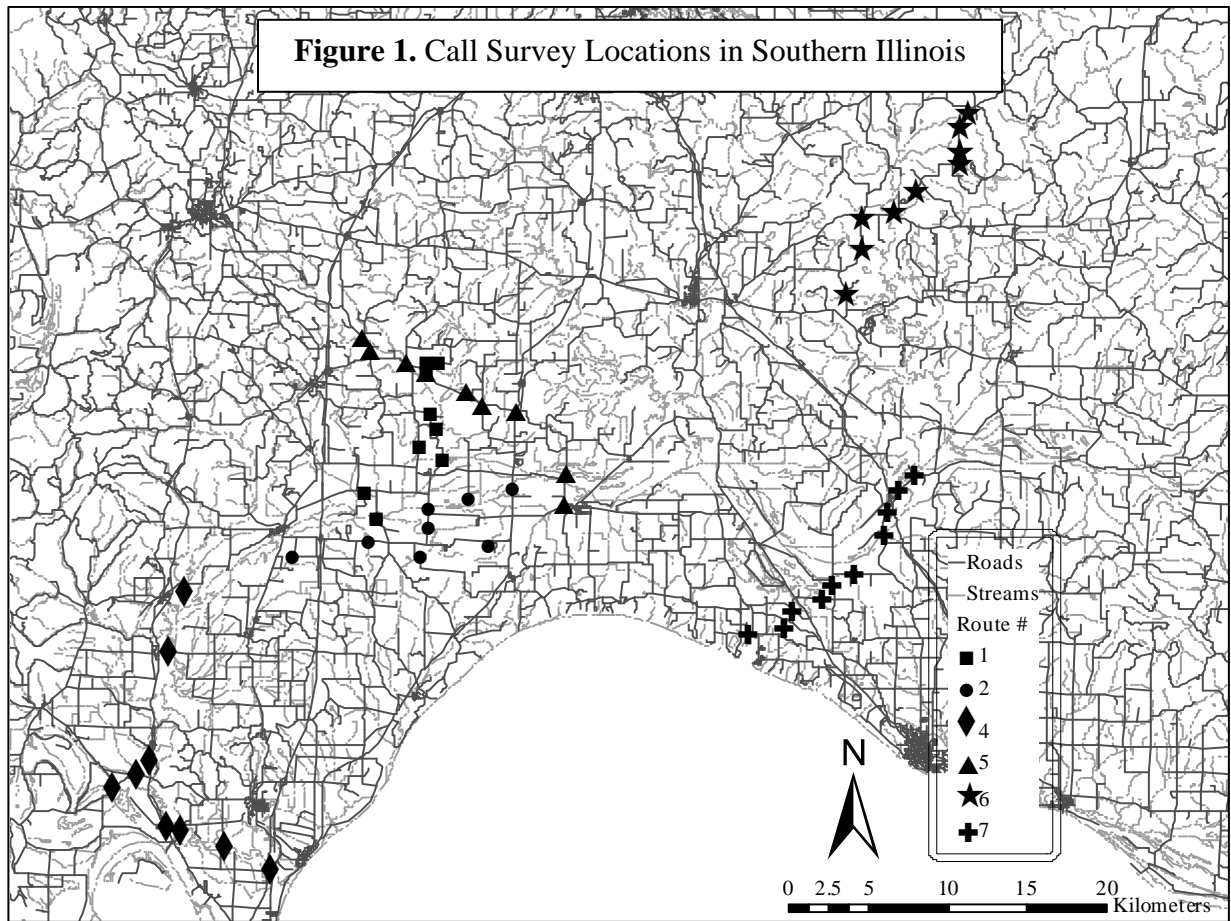 Figure 1. Call Survey Locations in Southern Illinois
Roads
Streams
Route #
1
2
4
5
6
7
N
0 2.5 5 10 15 20
Kilometers